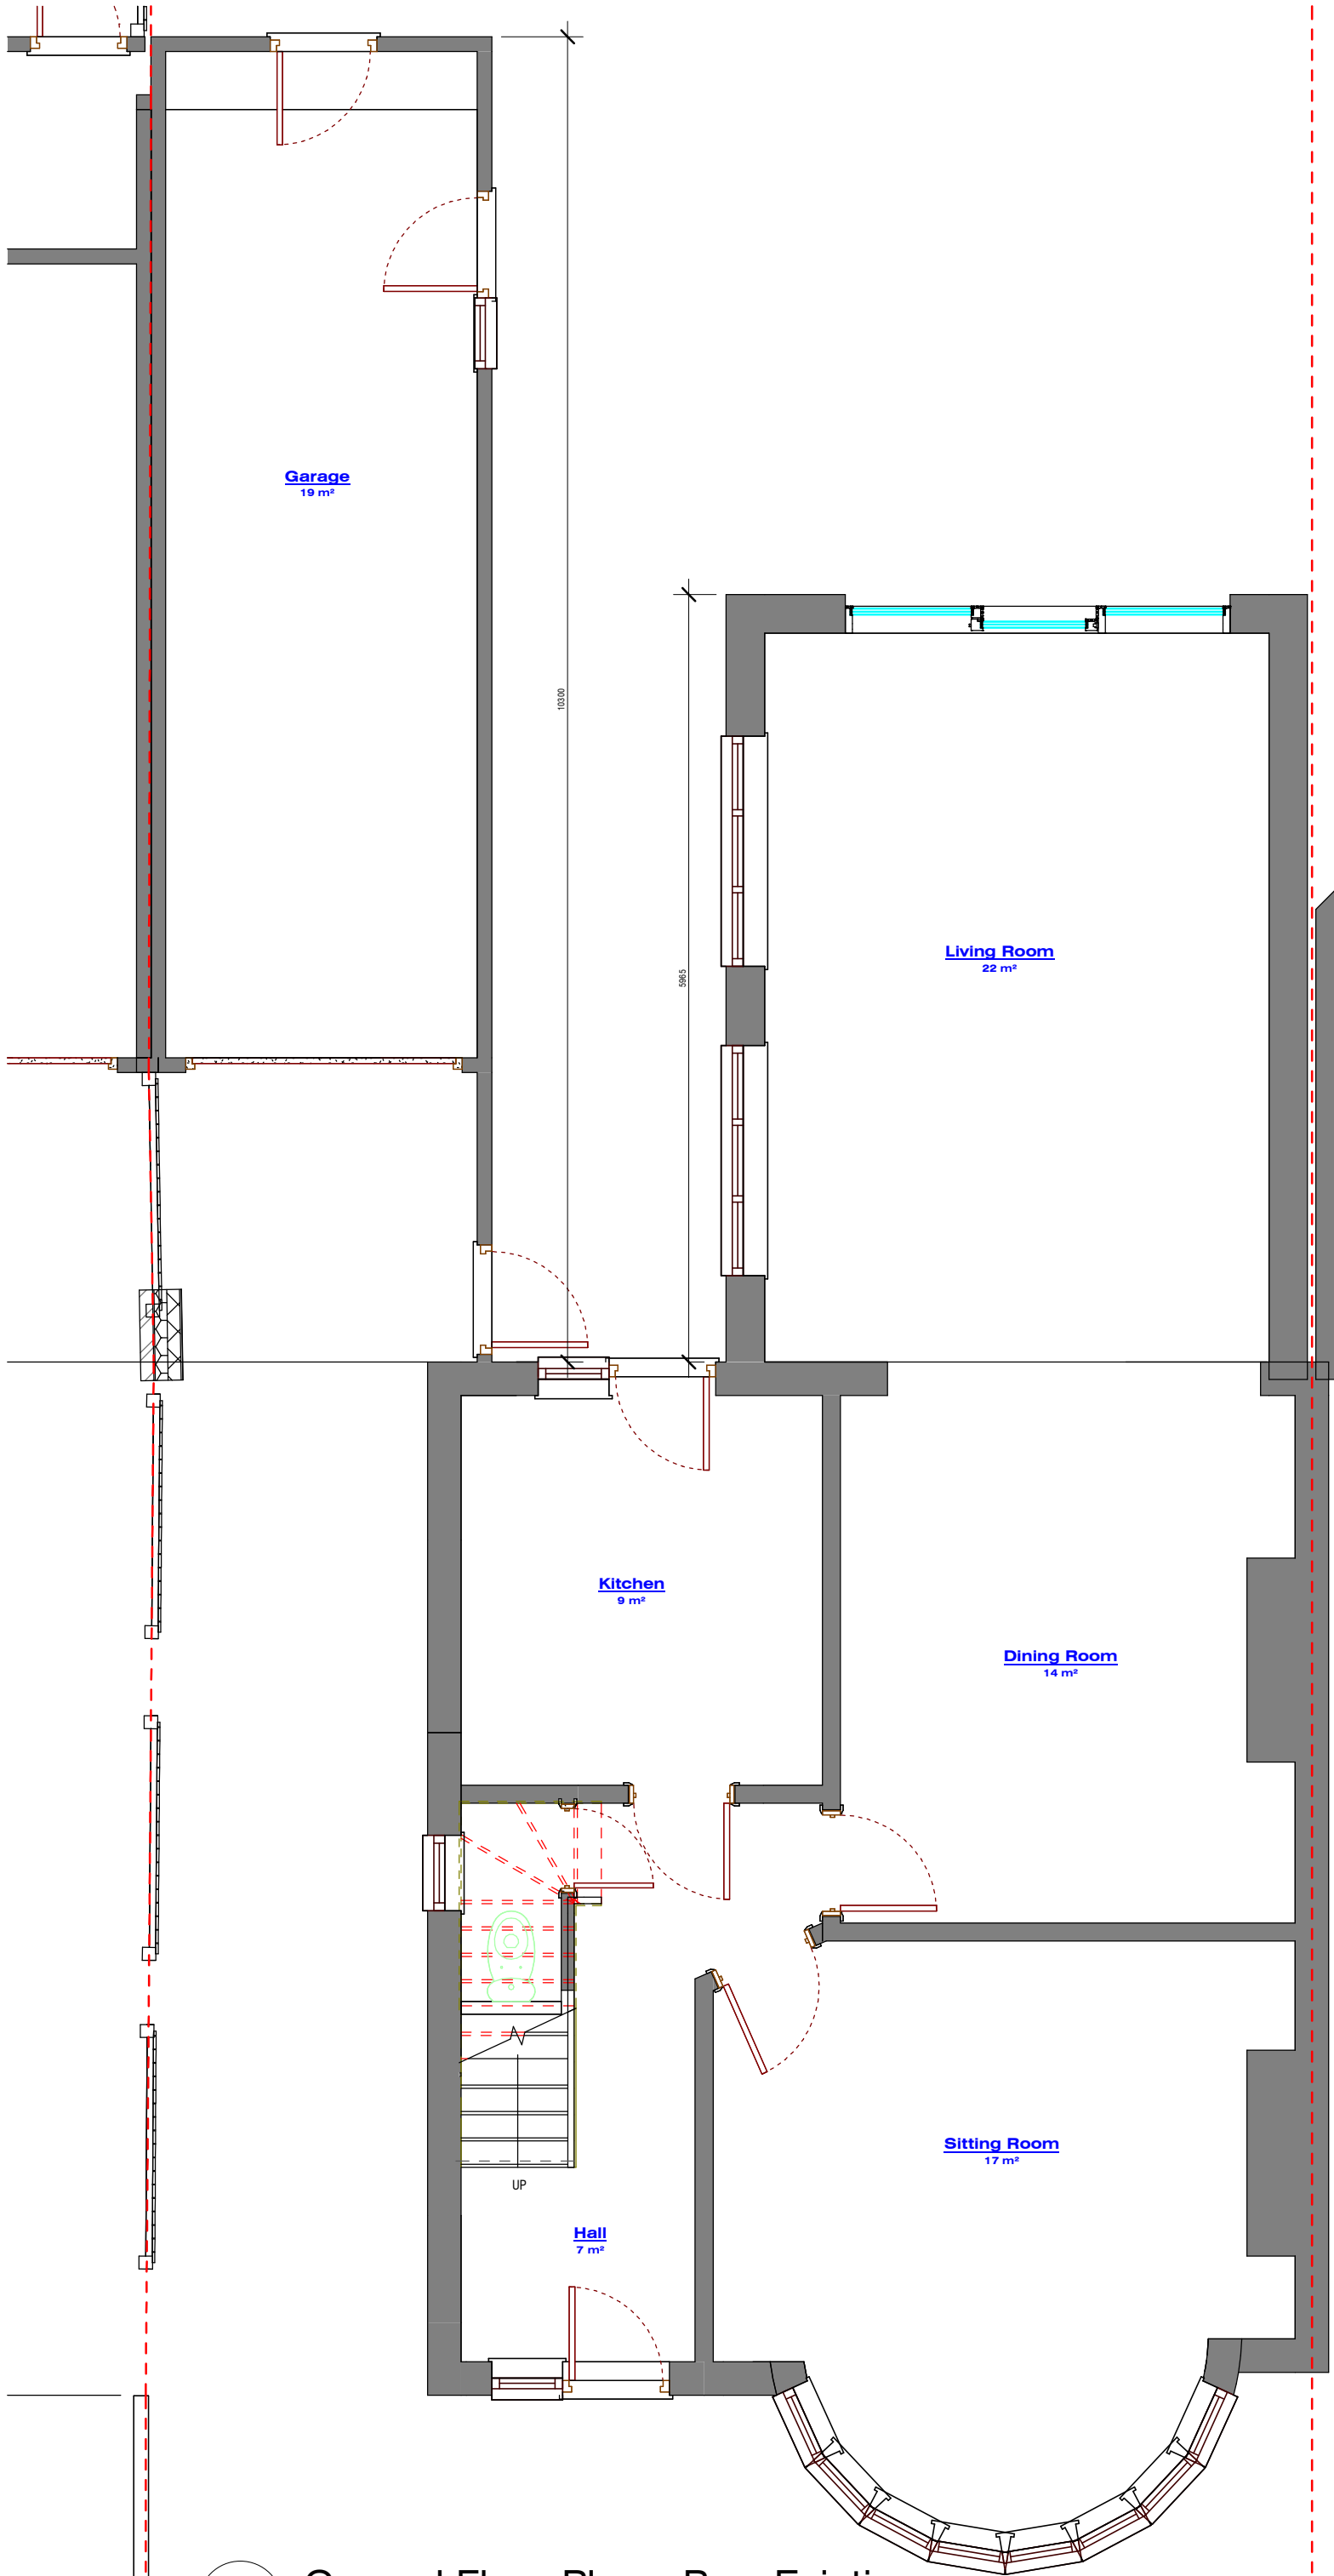 Garage
19 m²
10300
5965
Living Room
22 m²
Kitchen
9 m²
Dining Room
14 m²
Sitting Room
17 m²
UP
Hall
7 m²